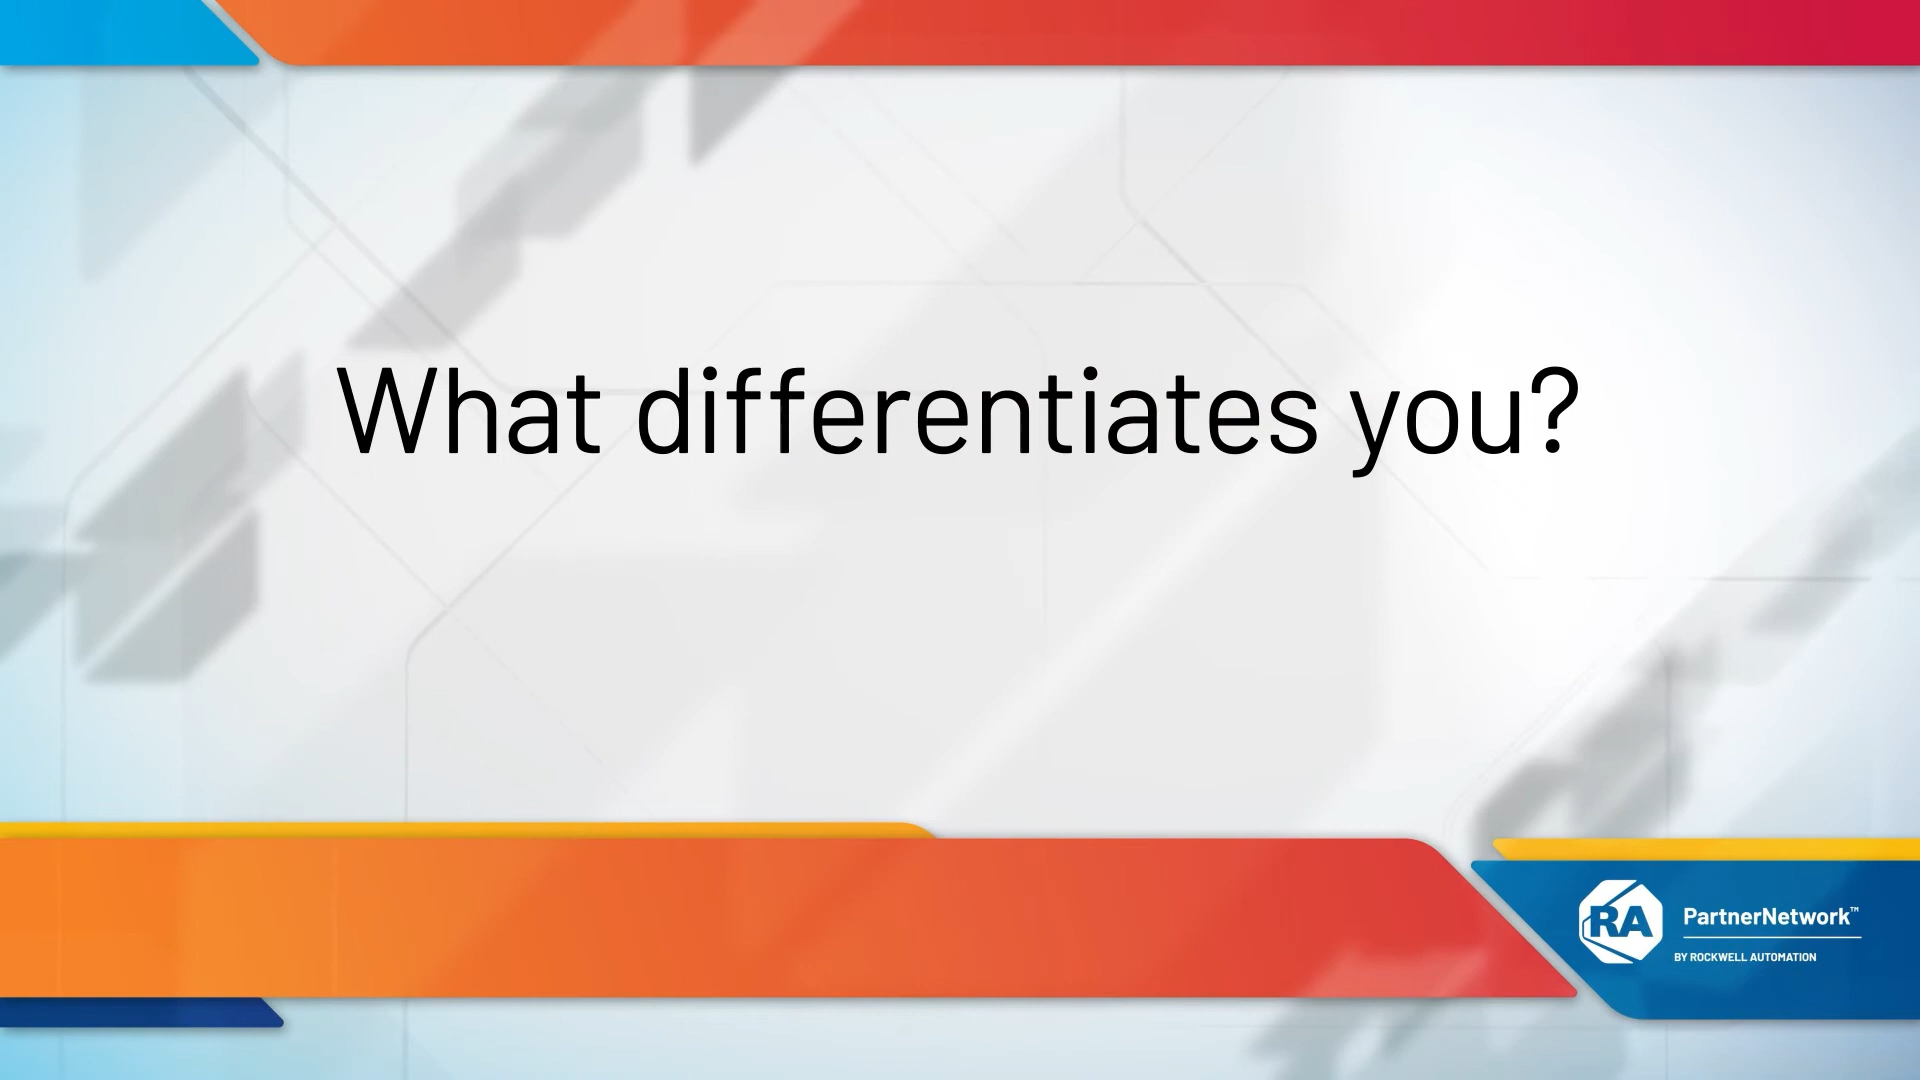 What differentiates you?
RA
PartnerNetwork™
BY ROCKWELL AUTOMATION